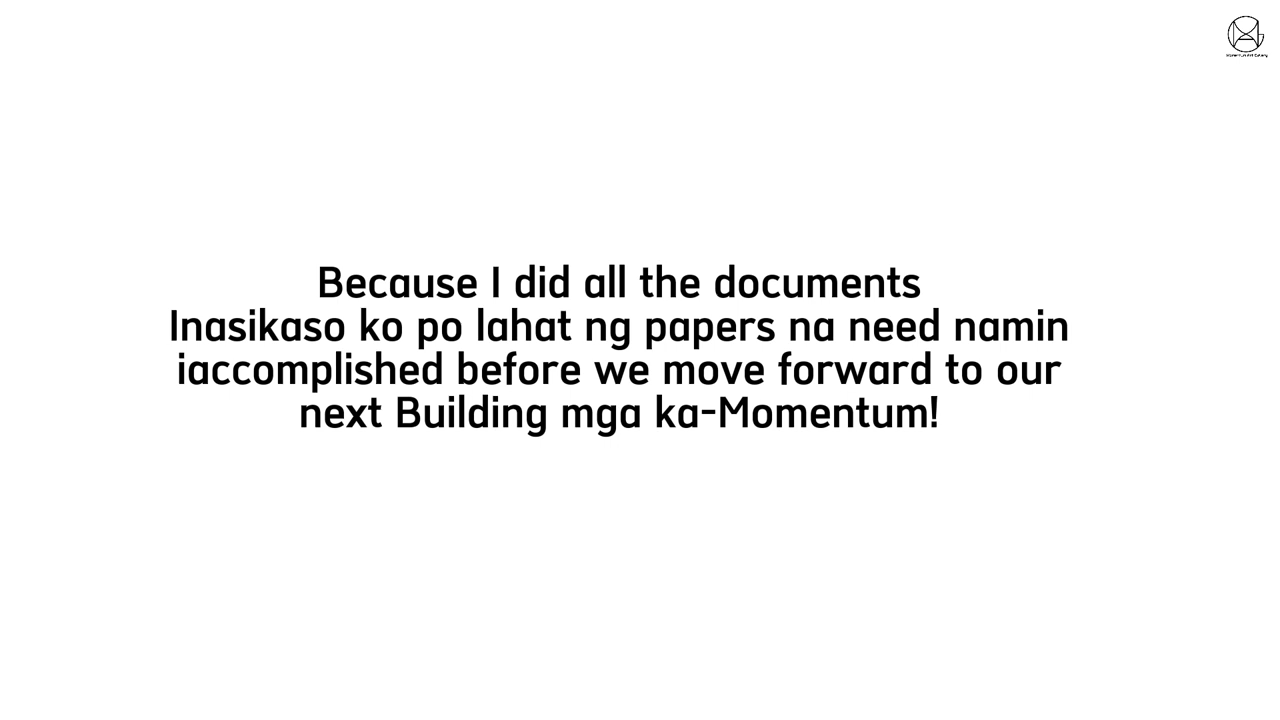 Because I did all the documents
Inasikaso ko po lahat ng papers na need namin
iaccomplished before we move forward to our
next Building mga ka-Momentum!